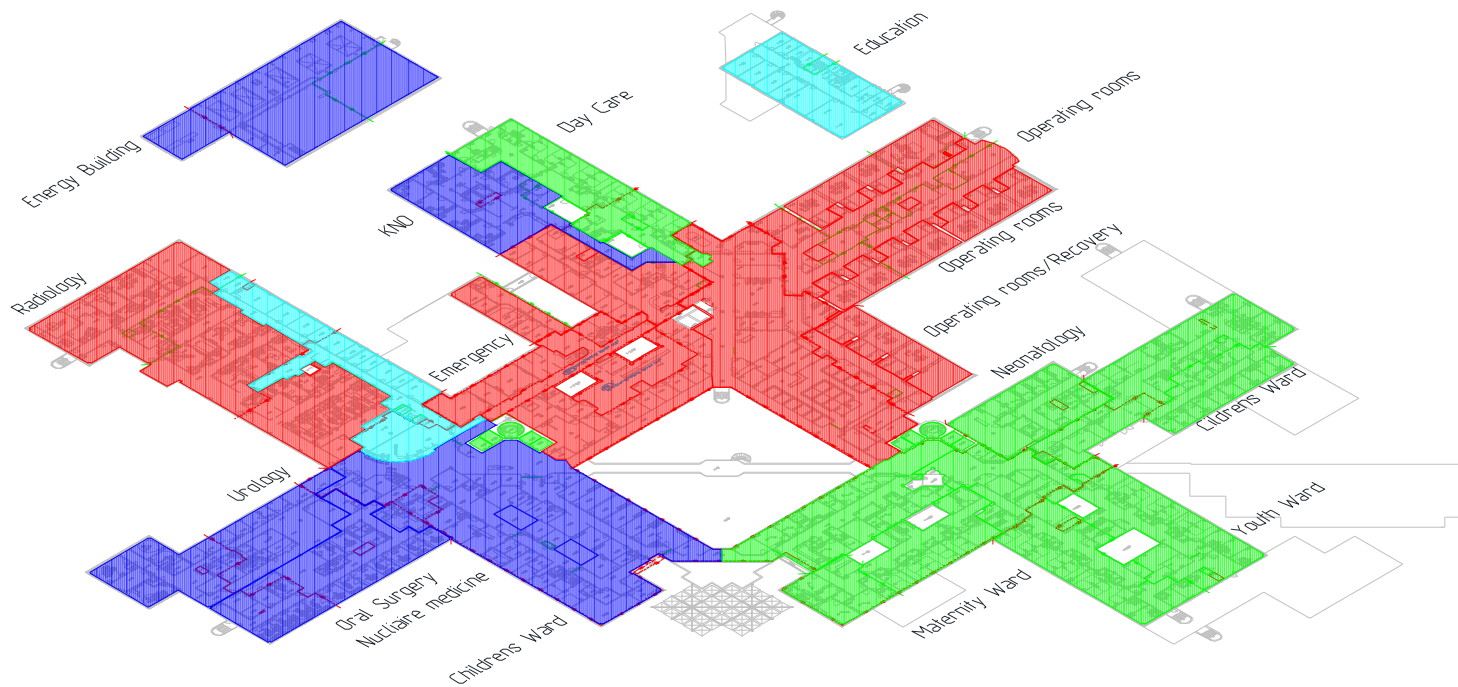 Education
Day Care
Operating rooms
Energy Building
KNO
Operating rooms
Operating rooms/Recovery
Radiology
Emergency
Neonatology
Cildrens Ward
Urology
Youth Ward
Oral Surgery
Nucliaire medicine
Maternity Ward
Childrens Ward